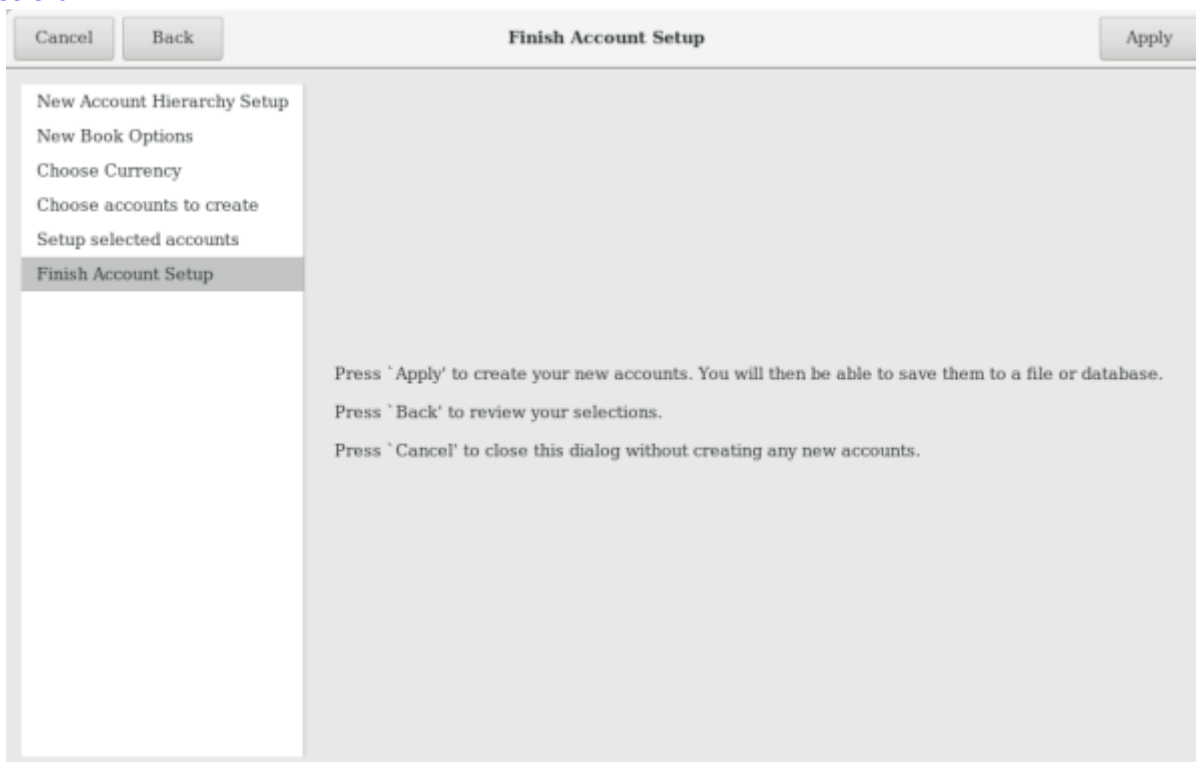 Cancel
Back
Finish Account Setup
Apply
New Account Hierarchy Setup
New Book Options
Choose Currency
Choose accounts to create
Setup selected accounts
Finish Account Setup
Press `Apply' to create your new accounts. You will then be able to save them to a file or database.
Press `Back' to review your selections.
Press `Cancel' to close this dialog without creating any new accounts.